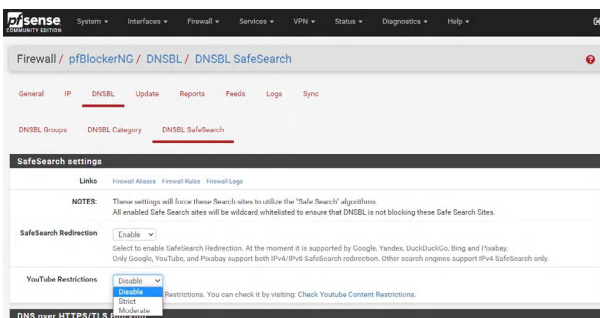 pfsense System Interfaces Firewall Services VPN Status Diagnostics Help
COMMUNITY EDITION
Firewall / pfBlockerNG / DNSBL / DNSBL SafeSearch
General IP DNSBL Update Reports Feeds Logs Sync
DNSBL Groups DNSBL Category DNSBL SafeSearch
SafeSearch settings
Links Firewall Aliases Firewall Rules Firewall Logs
NOTES: These settings will force these Search sites to utilize the "Safe Search" algorithms.
All enabled Safe Search sites will be wildcard whitelisted to ensure that DNSBL is not blocking these Safe Search Sites.
SafeSearch Redirection Enable
Select to enable SafeSearch Redirection. At the moment it is supported by Google, Yandex, DuckDuckGo, Bing and Pixabay.
Only Google, YouTube, and Pixabay support both IPv4/IPv6 SafeSearch redirection. Other search engines support IPv4 SafeSearch only.
YouTube Restrictions Disable
Disable
Strict Restrictions. You can check it by visiting: Check Youtube Content Restrictions.
Moderate
DNS over HTTPS/TLS